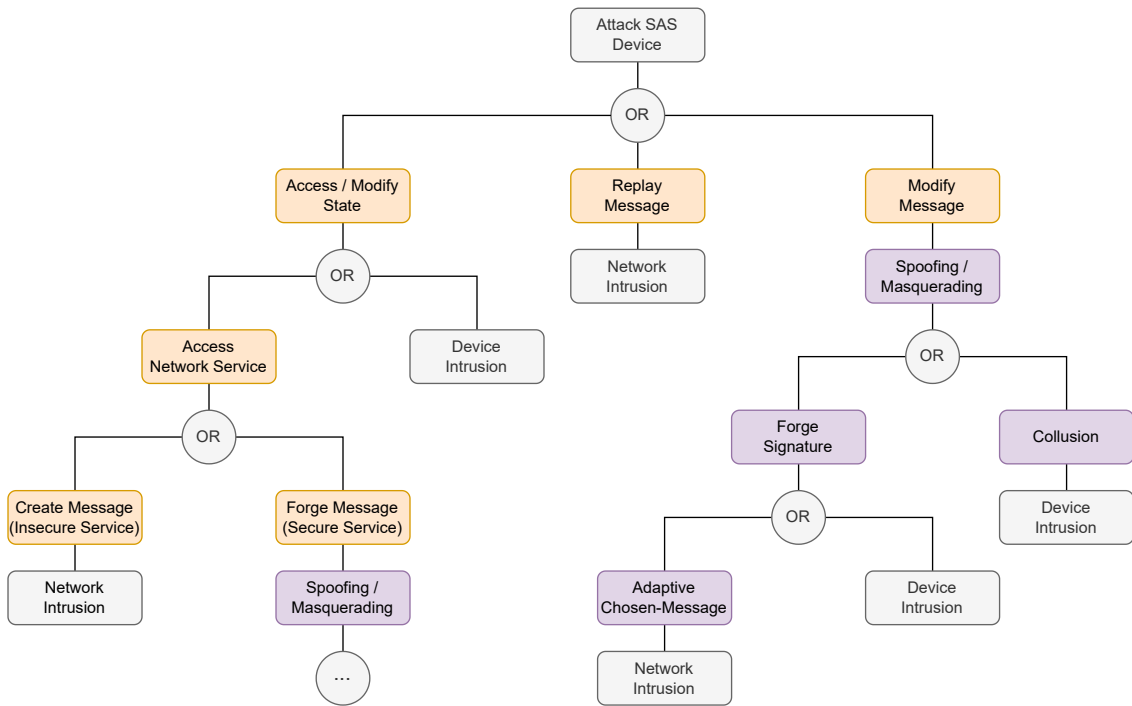 Attack SAS
Device
OR
Access / Modify
State
Replay
Message
Modify
Message
OR
Network
Intrusion
Spoofing /
Masquerading
Access
Network Service
Device
Intrusion
OR
OR
Forge
Signature
Collusion
Create Message
(Insecure Service)
Forge Message
(Secure Service)
OR
Device
Intrusion
Network
Intrusion
Spoofing /
Masquerading
Adaptive
Chosen-Message
Device
Intrusion
...
Network
Intrusion